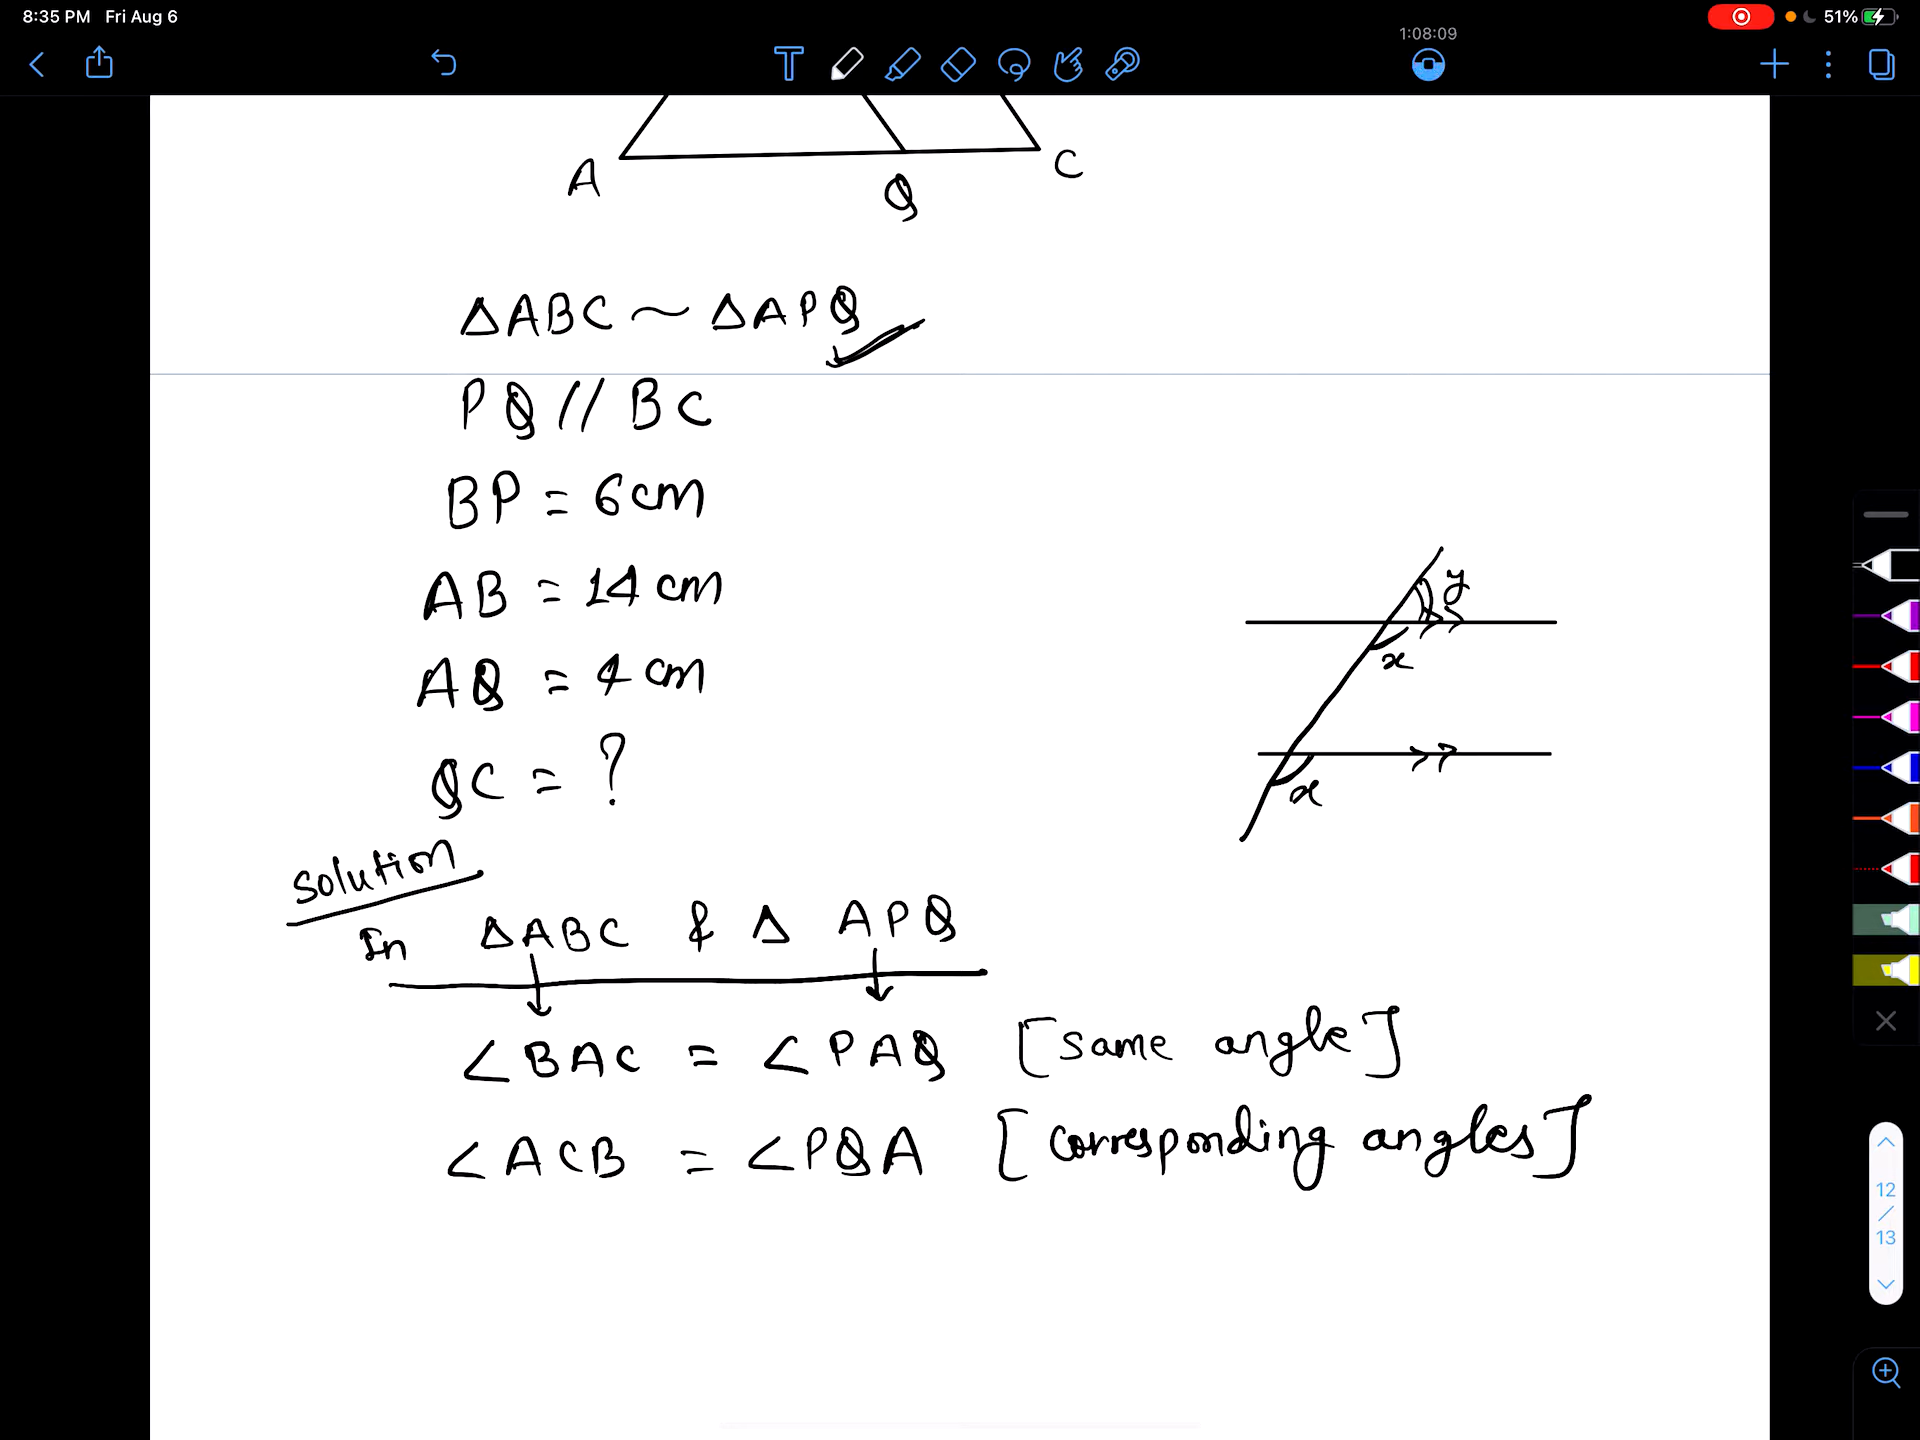 8:35 PM Fri Aug 6
51%
1:08:09
A
Q
C
ΔABC ~ ΔAPQ
PQ // BC
BP = 6cm
AB = 14 cm
AQ = 4 cm
QC = ?
y
x
x
Solution
In ΔABC & Δ APQ
∠BAC = ∠PAQ [same angle]
∠ACB = ∠PQA [corresponding angles]
12
/
13